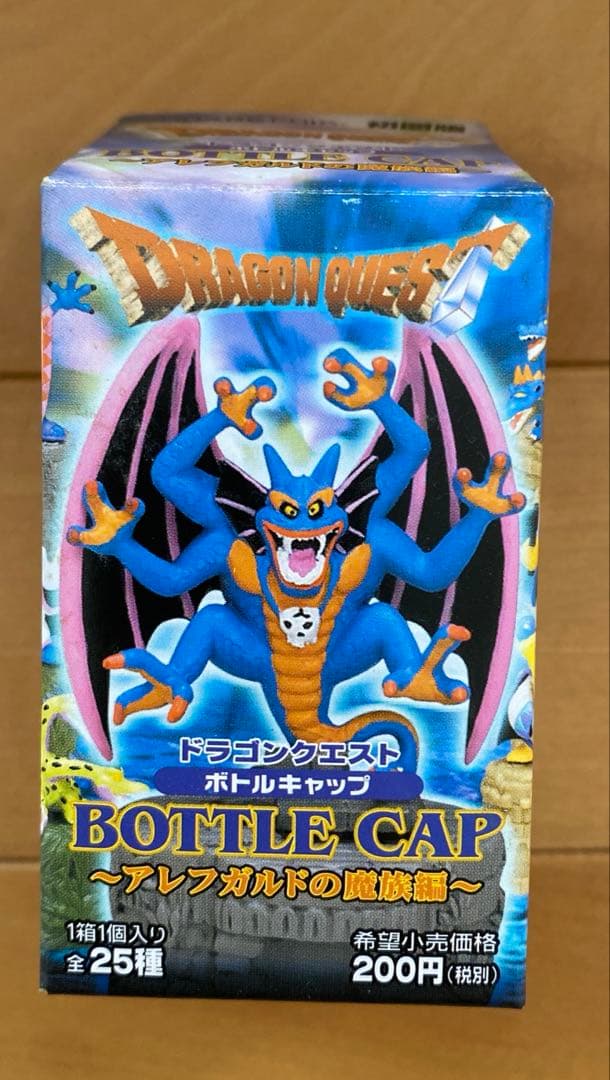 BOTTLE CAP
DRAGON QUEST
ドラゴンクエスト
ボトルキャップ
BOTTLE CAP
～アレフガルドの魔族編～
1箱1個入り
全25種
希望小売価格
200円(税別)